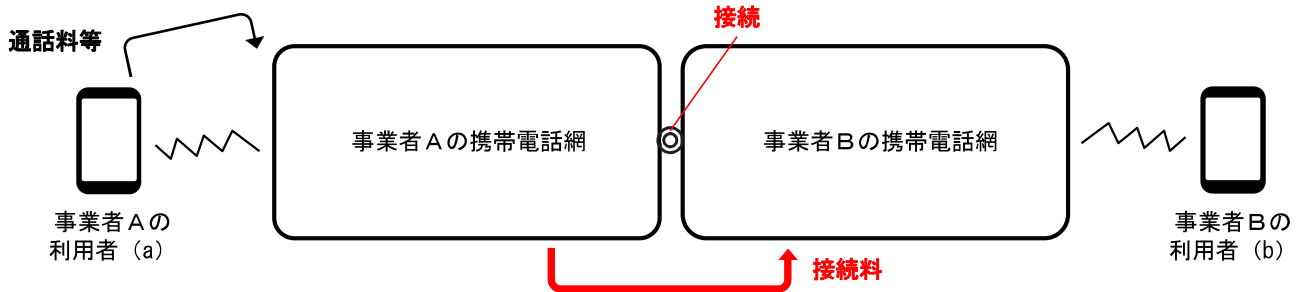 接続
通話料等
事業者Aの携帯電話網
事業者Bの携帯電話網
事業者Aの
利用者（a）
事業者Bの
利用者（b）
接続料